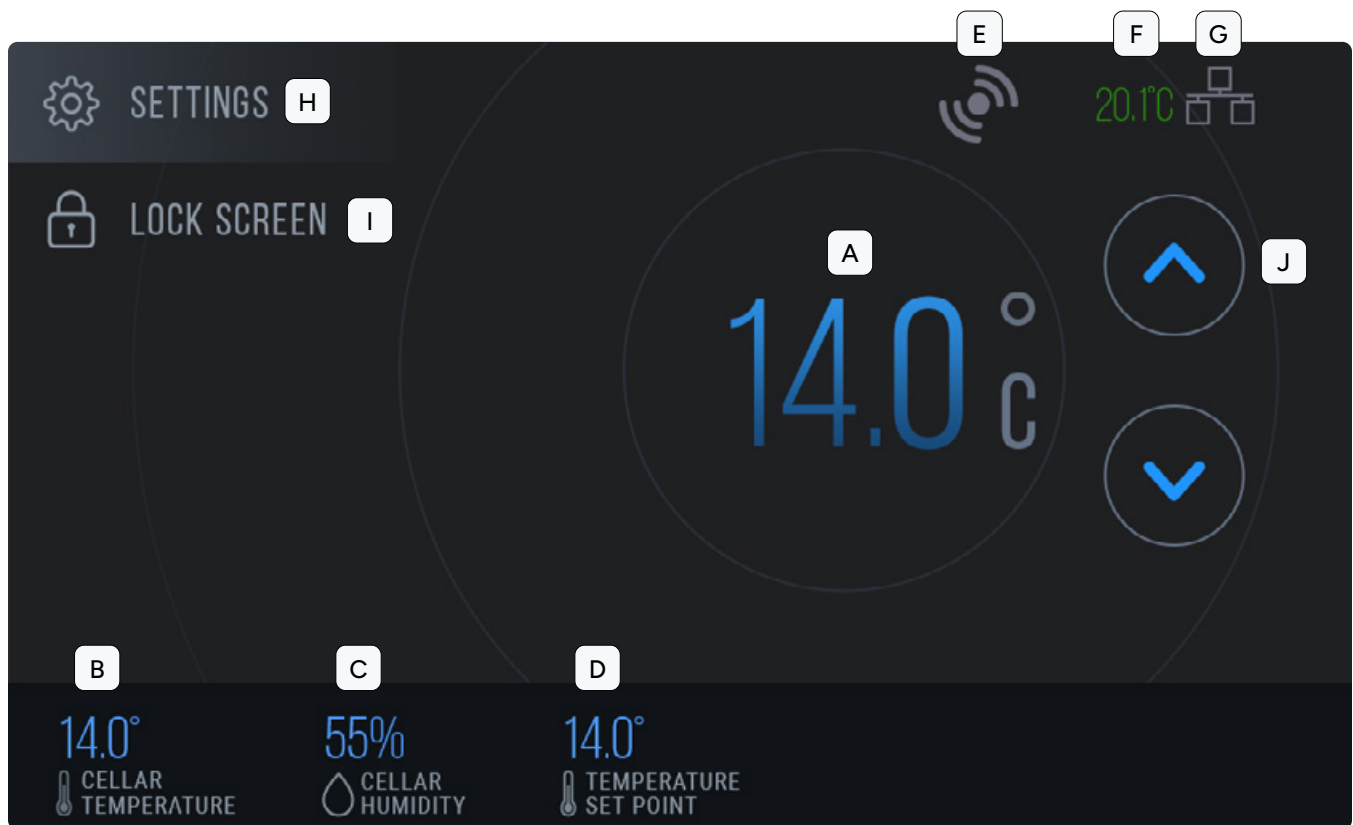 E F G
SETTINGS H
20.1°C
LOCK SCREEN I
A
J
14.0 °C
B C D
14.0° 55% 14.0°
CELLAR TEMPERATURE
CELLAR HUMIDITY
TEMPERATURE SET POINT